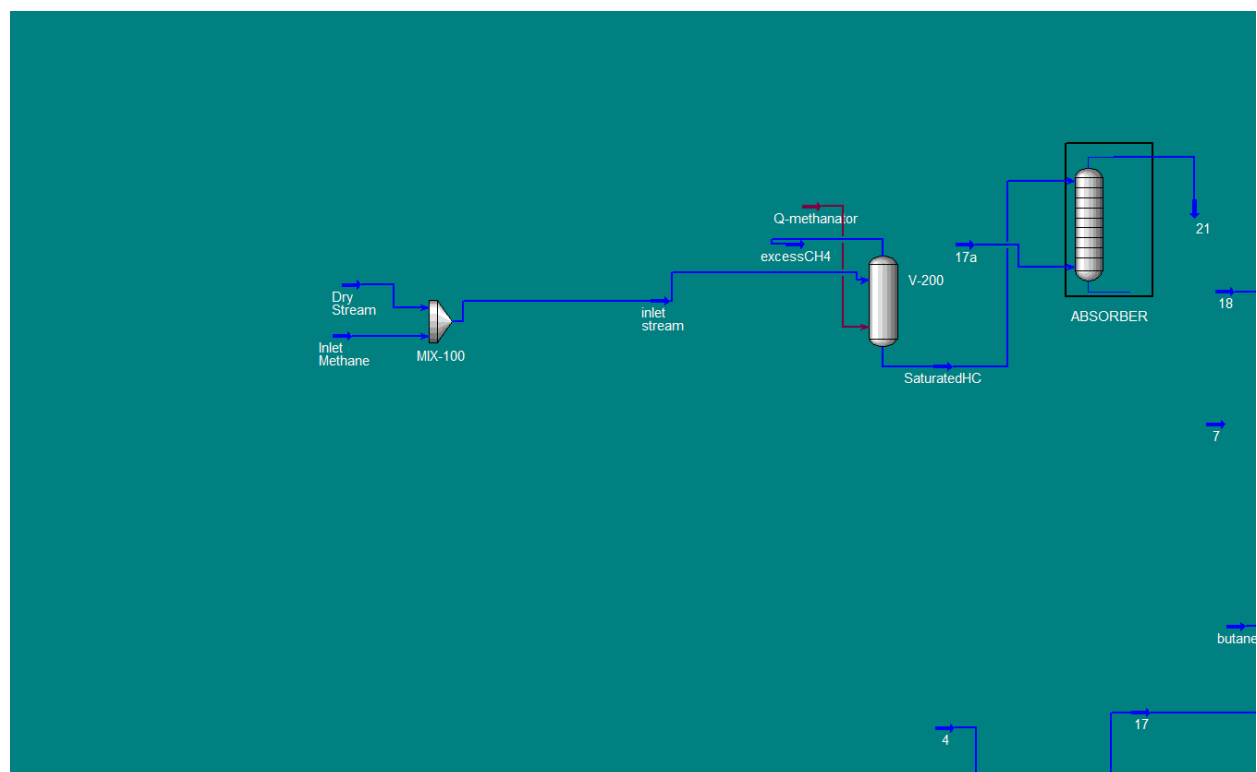 Q-methanator
excessCH4
17a
V-200
21
Dry
Stream
18
inlet
stream
ABSORBER
Inlet
Methane
MIX-100
SaturatedHC
7
butane
4
17